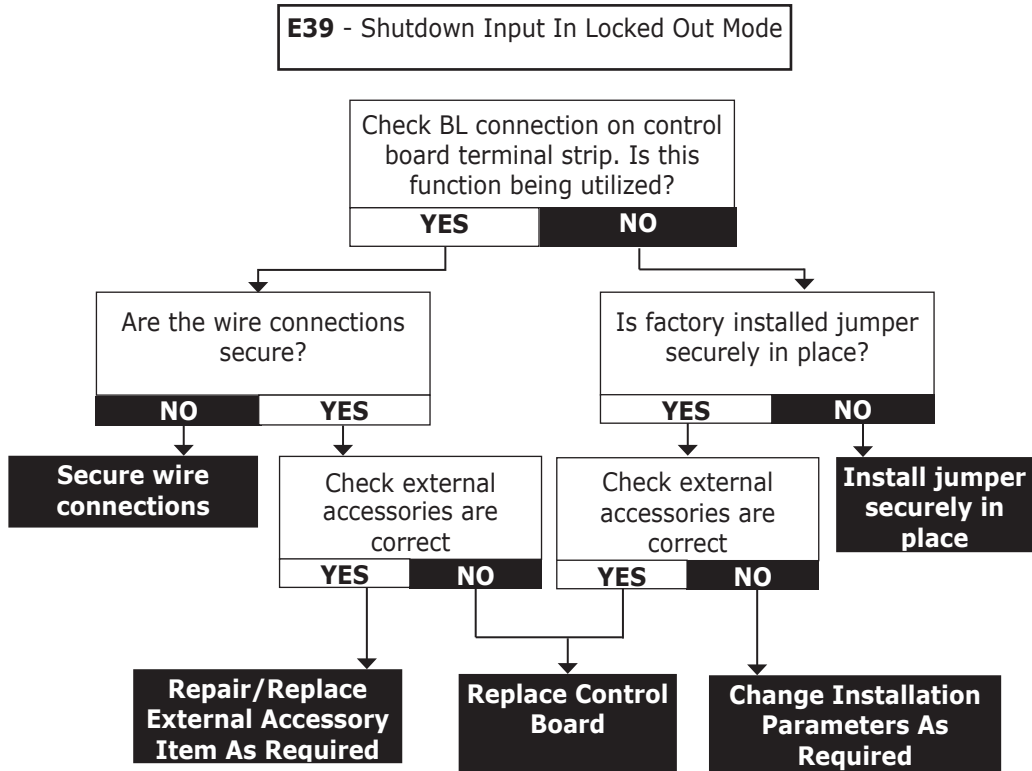 E39 - Shutdown Input In Locked Out Mode
Check BL connection on control
board terminal strip. Is this
function being utilized?
YES
NO
Are the wire connections
secure?
NO
YES
Is factory installed jumper
securely in place?
YES
NO
Secure wire
connections
Check external
accessories are
correct
YES
NO
Check external
accessories are
correct
YES
NO
Install jumper
securely in
place
Repair/Replace
External Accessory
Item As Required
Replace Control
Board
Change Installation
Parameters As
Required